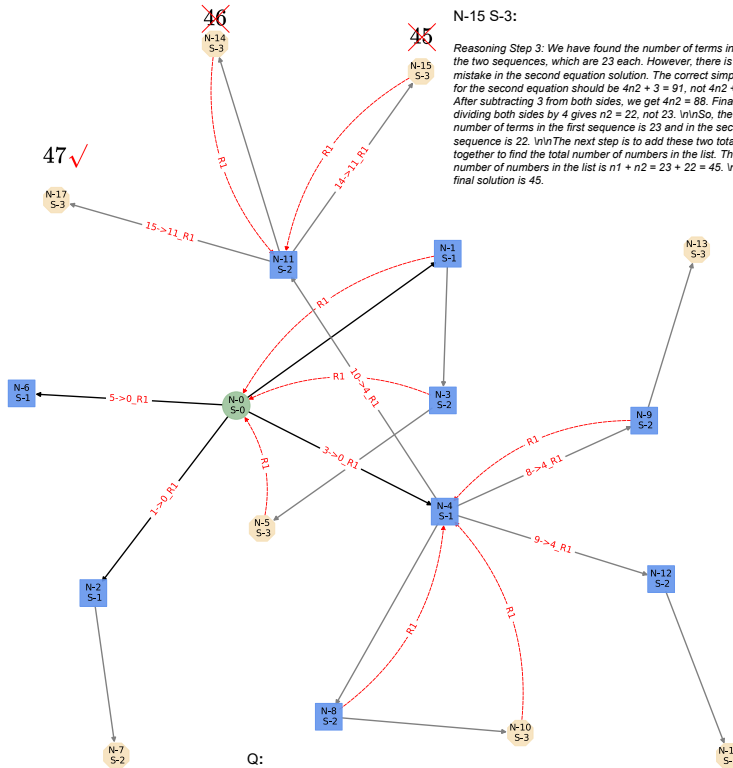 46
N-14
S-3
45
N-15
S-3
N-15 S-3:
Reasoning Step 3: We have found the number of terms in
the two sequences, which are 23 each. However, there is
mistake in the second equation solution. The correct simp
for the second equation should be 4n2 + 3 = 91, not 4n2 +
After subtracting 3 from both sides, we get 4n2 = 88. Fina
dividing both sides by 4 gives n2 = 22, not 23. \n\nSo, the
number of terms in the first sequence is 23 and in the sec
sequence is 22. \n\nThe next step is to add these two tota
together to find the total number of numbers in the list. Th
number of numbers in the list is n1 + n2 = 23 + 22 = 45. \n
final solution is 45.
47√
N-17
S-3
R1
R1
14->11_R1
15->11_R1
N-11
S-2
N-1
S-1
N-13
S-3
R1
10->4_R1
R1
N-6
S-1
5->0_R1
N-0
S-0
N-3
S-2
N-9
S-2
R1
8->4_R1
3->0_R1
R1
1->0_R1
N-5
S-3
N-4
S-1
9->4_R1
N-2
S-1
N-12
S-2
R1
R1
N-8
S-2
N-10
S-3
N-7
S-2
Q: